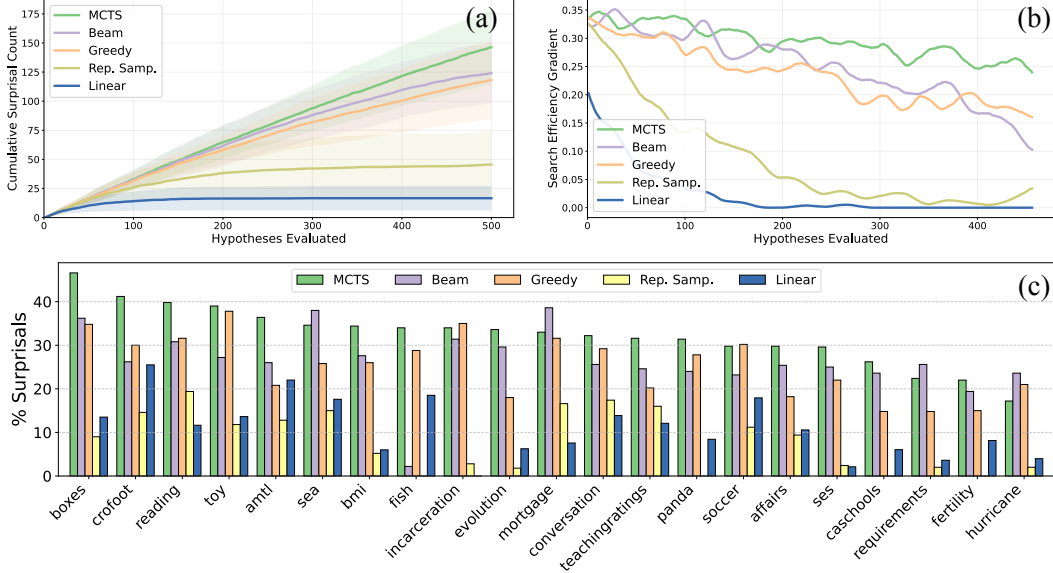 (a)
Cumulative Surprisal Count
175
150
125
100
75
50
25
0
MCTS
Beam
Greedy
Rep. Samp.
Linear
0 100 200 300 400 500
Hypotheses Evaluated
(b)
Search Efficiency Gradient
0.35
0.30
0.25
0.20
0.15
0.10
0.05
0.00
MCTS
Beam
Greedy
Rep. Samp.
Linear
0 100 200 300 400
Hypotheses Evaluated
(c)
MCTS Beam Greedy Rep. Samp. Linear
% Surprisals
40
30
20
10
0
boxes
crofoot
reading
toy
amtl
sea
bmi
fish
incarceration
evolution
mortgage
conversation
teachingratings
panda
soccer
affairs
ses
caschools
requirements
fertility
hurricane